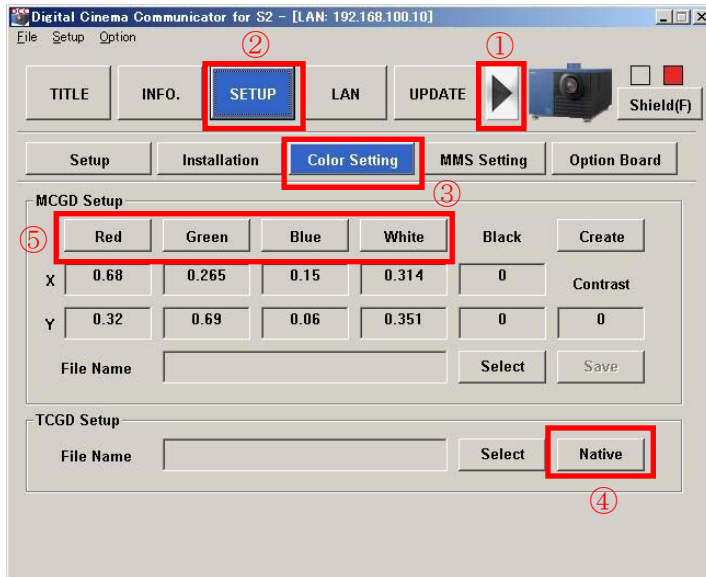 Digital Cinema Communicator for S2 - [LAN: 192.168.100.10]
File Setup Option
② ①
TITLE INFO. SETUP LAN UPDATE Shield(F)
Setup Installation Color Setting MMS Setting Option Board
③
MCGD Setup
⑤ Red Green Blue White Black Create
X 0.68 0.265 0.15 0.314 0 Contrast
Y 0.32 0.69 0.06 0.351 0 0
File Name Select Save
TCGD Setup
File Name Select Native
④